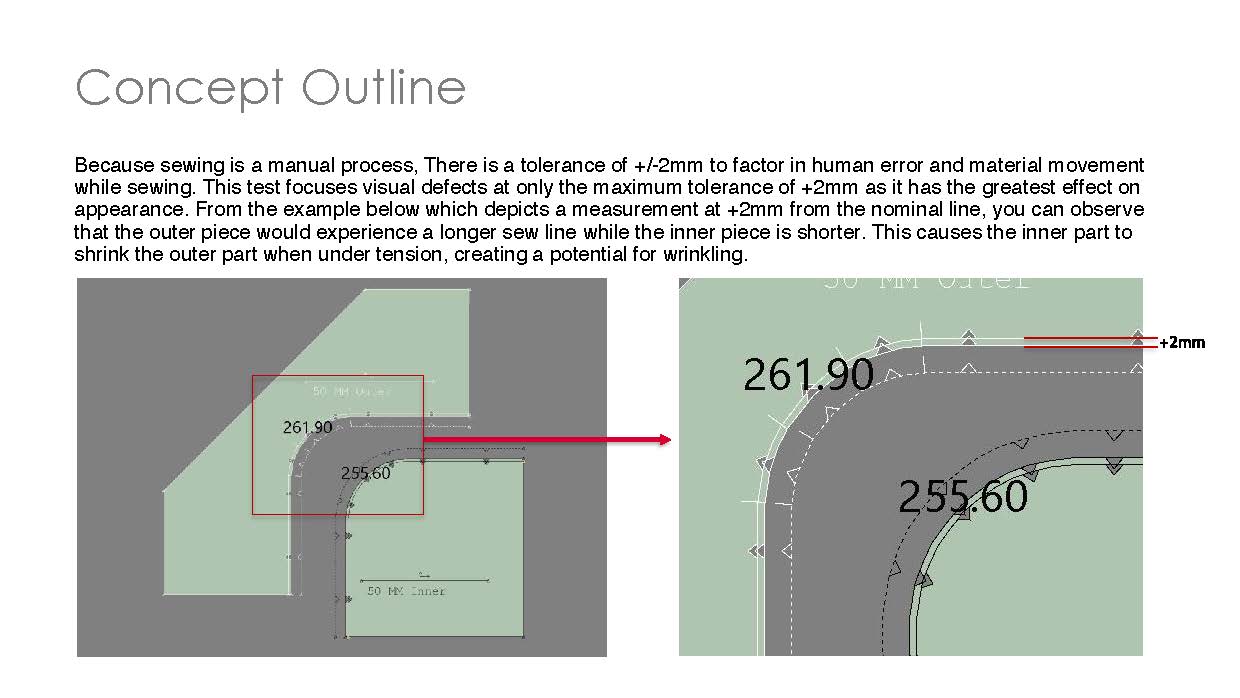 Concept Outline
Because sewing is a manual process, There is a tolerance of +/-2mm to factor in human error and material movement
while sewing. This test focuses visual defects at only the maximum tolerance of +2mm as it has the greatest effect on
appearance. From the example below which depicts a measurement at +2mm from the nominal line, you can observe
that the outer piece would experience a longer sew line while the inner piece is shorter. This causes the inner part to
shrink the outer part when under tension, creating a potential for wrinkling.
50 MM Outer
261.90
255.60
50 MM Inner
50 MM Outer
+2mm
261.90
255.60